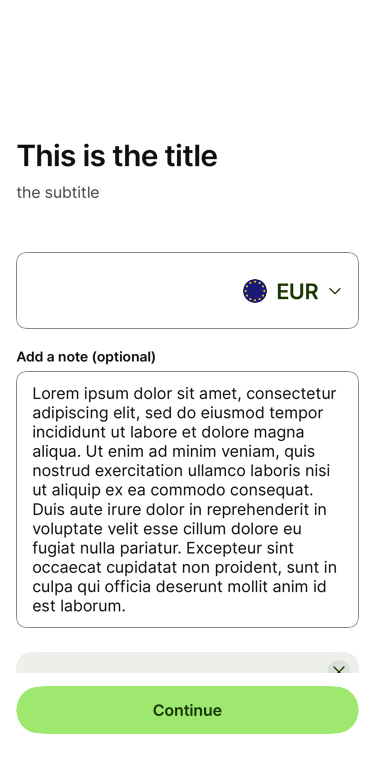 This is the title
the subtitle
EUR
Add a note (optional)
Lorem ipsum dolor sit amet, consectetur
adipiscing elit, sed do eiusmod tempor
incididunt ut labore et dolore magna
aliqua. Ut enim ad minim veniam, quis
nostrud exercitation ullamco laboris nisi
ut aliquip ex ea commodo consequat.
Duis aute irure dolor in reprehenderit in
voluptate velit esse cillum dolore eu
fugiat nulla pariatur. Excepteur sint
occaecat cupidatat non proident, sunt in
culpa qui officia deserunt mollit anim id
est laborum.
Continue